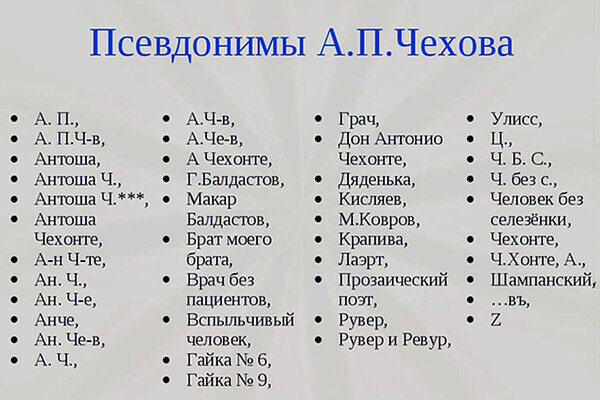 Псевдонимы А.П.Чехова
• А. П.,
• А. П.Ч-в,
• Антоша,
• Антоша Ч.,
• Антоша Ч.***,
• Антоша
Чехонте,
• А-н Ч-те,
• Ан. Ч.,
• Ан. Ч-е,
• Анче,
• Ан. Че-в,
• А. Ч.,
• А.Ч-в,
• А.Че-в,
• А Чехонте,
• Г.Балдастов,
• Макар
Балдастов,
• Брат моего
брата,
• Врач без
пациентов,
• Вспыльчивый
человек,
• Гайка № 6,
• Гайка № 9,
• Грач,
• Дон Антонио
Чехонте,
• Дяденька,
• Кисляев,
• М.Ковров,
• Крапива,
• Лаэрт,
• Прозаический
поэт,
• Рувер,
• Рувер и Ревур,
• Улисс,
• Ц.,
• Ч. Б. С.,
• Ч. без с.,
• Человек без
селезёнки,
• Чехонте,
• Ч.Хонте, А.,
• Шампанский,
• …въ,
• Z